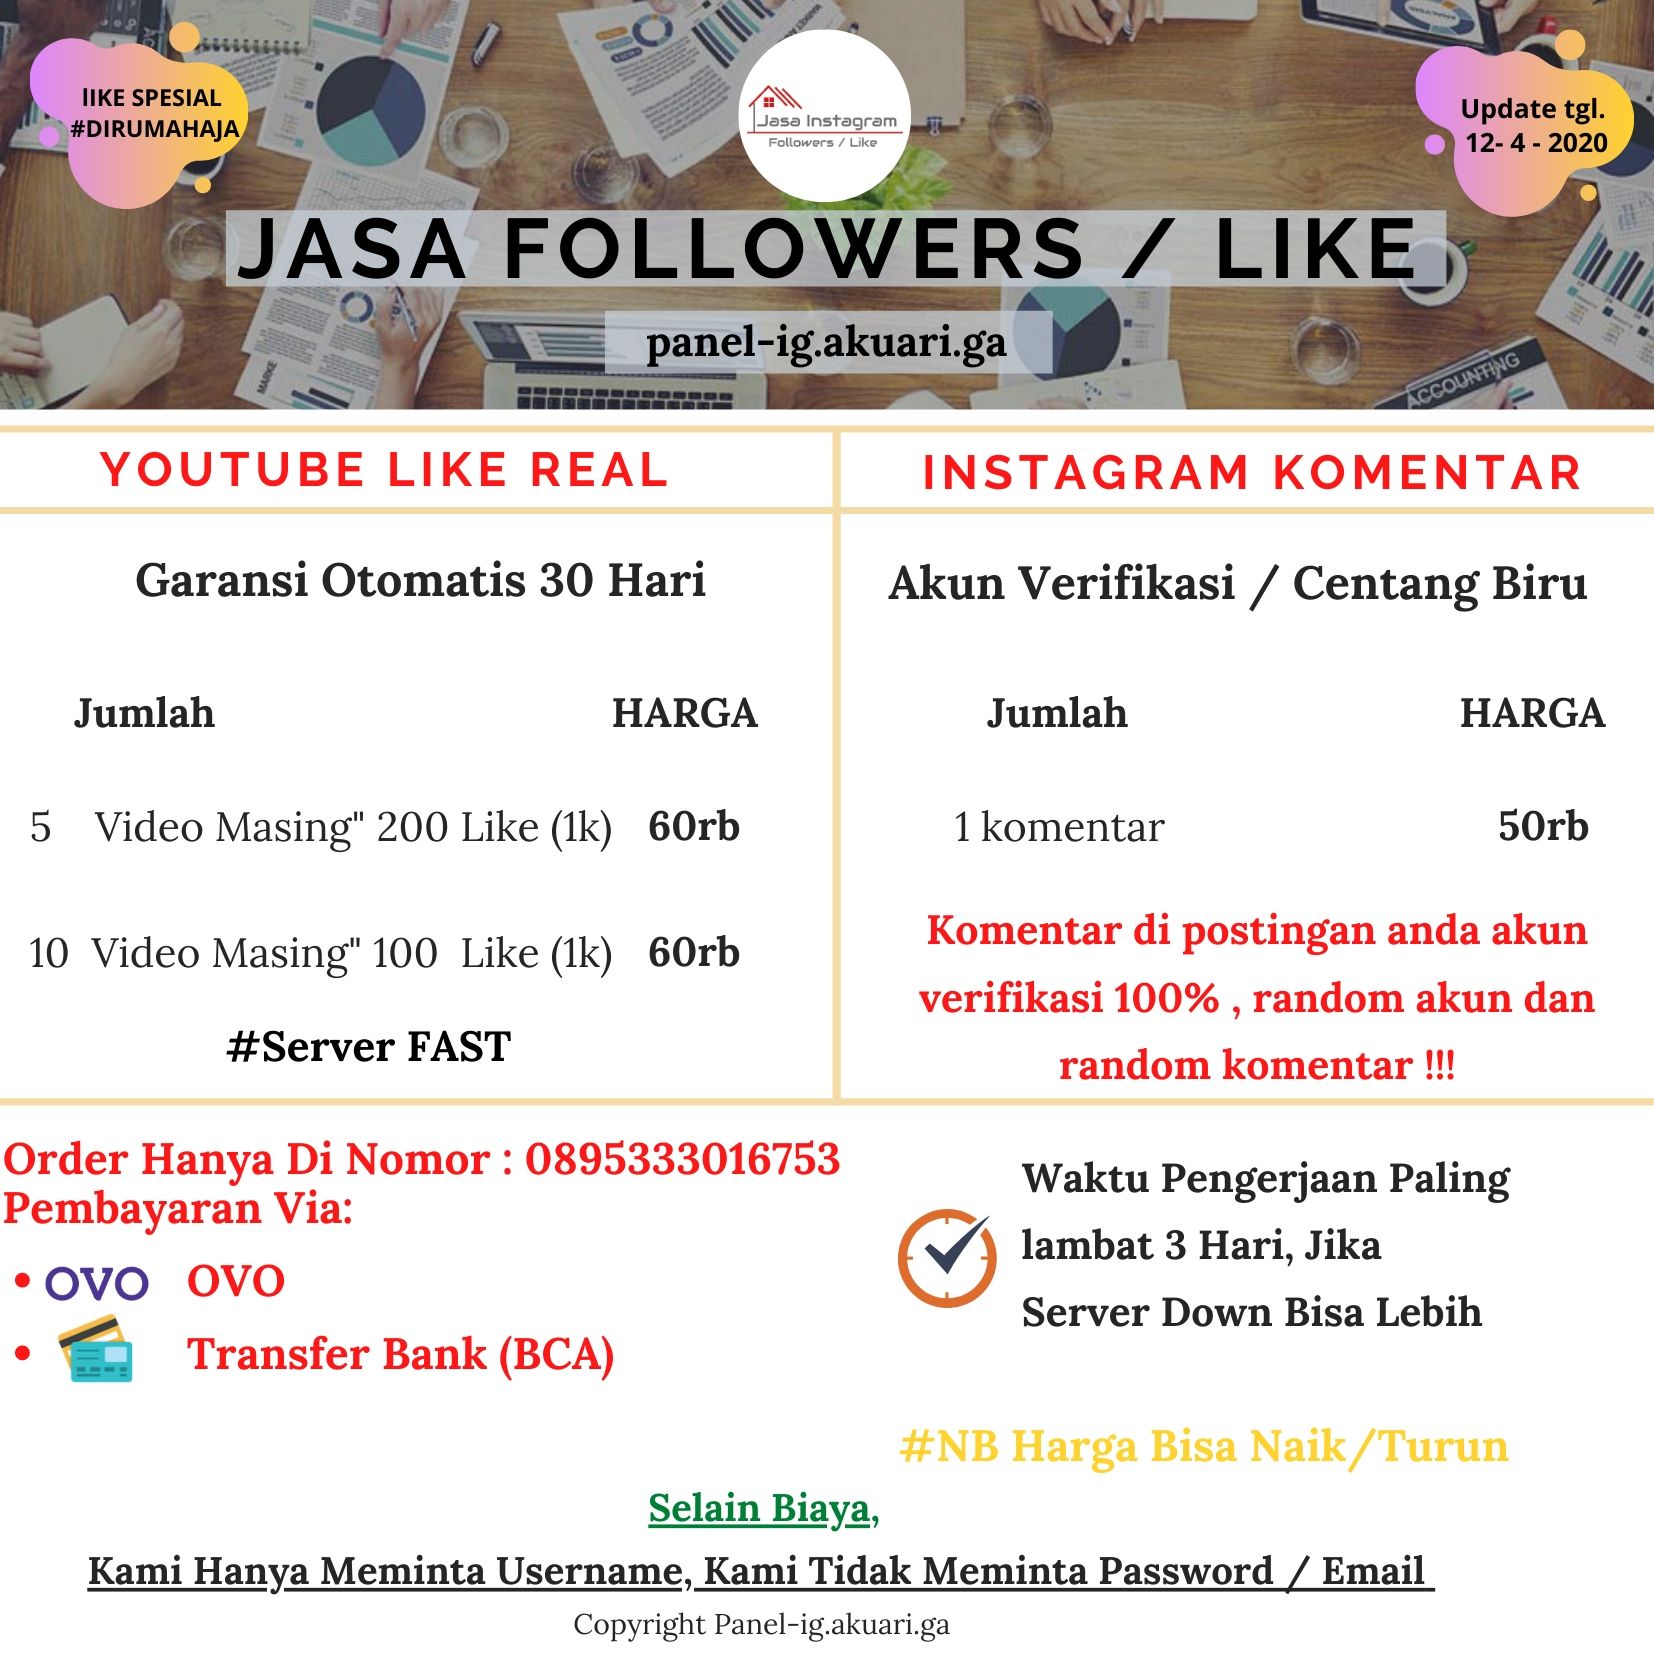 lIKE SPESIAL
#DIRUMAHAJA
Jasa Instagram
Followers / Like
Update tgl.
12- 4 - 2020
JASA FOLLOWERS / LIKE
panel-ig.akuari.ga
MARKE
ACCOUNTING
YOUTUBE LIKE REAL
Garansi Otomatis 30 Hari
Jumlah HARGA
5 Video Masing" 200 Like (1k) 60rb
10 Video Masing" 100 Like (1k) 60rb
#Server FAST
INSTAGRAM KOMENTAR
Akun Verifikasi / Centang Biru
Jumlah HARGA
1 komentar 50rb
Komentar di postingan anda akun
verifikasi 100% , random akun dan
random komentar !!!
Order Hanya Di Nomor : 0895333016753
Pembayaran Via:
• OVO OVO
• Transfer Bank (BCA)
Waktu Pengerjaan Paling
lambat 3 Hari, Jika
Server Down Bisa Lebih
#NB Harga Bisa Naik/Turun
Selain Biaya,
Kami Hanya Meminta Username, Kami Tidak Meminta Password / Email
Copyright Panel-ig.akuari.ga